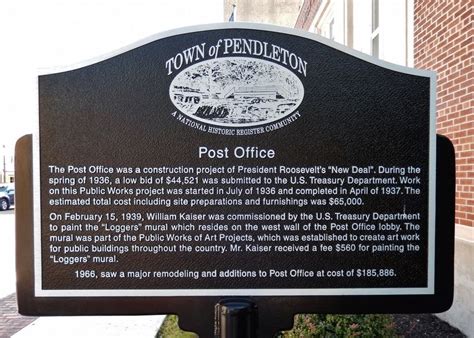 TOWN of PENDLETON
A NATIONAL HISTORIC REGISTER COMMUNITY
Post Office
The Post Office was a construction project of President Roosevelt's "New Deal". During the
spring of 1936, a low bid of $44,521 was submitted to the U.S. Treasury Department. Work
on this Public Works project was started in July of 1936 and completed in April of 1937. The
estimated total cost including site preparations and furnishings was $65,000.
On February 15, 1939, William Kaiser was commissioned by the U.S. Treasury Department
to paint the "Loggers" mural which resides on the west wall of the Post Office lobby. The
mural was part of the Public Works of Art Projects, which was established to create art work
for public buildings throughout the country. Mr. Kaiser received a fee $560 for painting the
"Loggers" mural.
1966, saw a major remodeling and additions to Post Office at cost of $185,886.